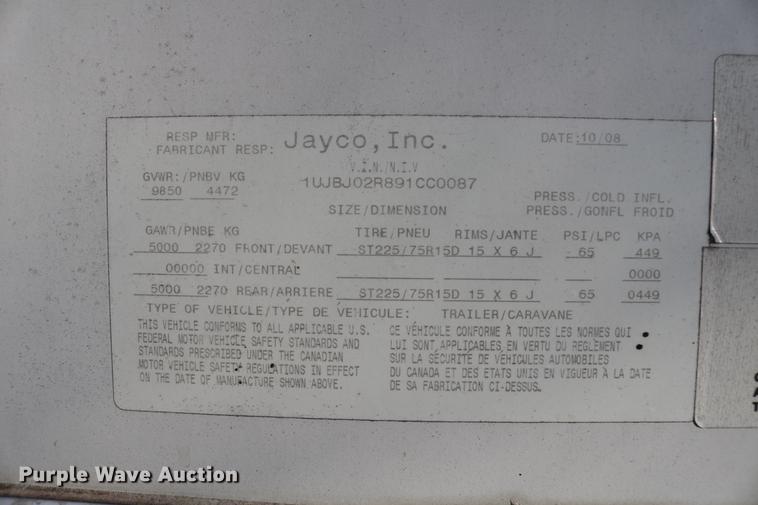 RESP MFR:
FABRICANT RESP: Jayco, Inc. DATE: 10/08
V.I.N./N.I.V
GVWR:/PNBV KG 1UJBJ02R891CC0087
9850 4472
PRESS./COLD INFL.
SIZE/DIMENSION PRESS./GONFL FROID
GAWR/PNBE KG TIRE/PNEU RIMS/JANTE PSI/LPC KPA
5000 2270 FRONT/DEVANT ST225/75R15D 15 X 6 J 65 449
00000 INT/CENTRAL 0000
5000 2270 REAR/ARRIERE ST225/75R15D 15 X 6 J 65 0449
TYPE OF VEHICLE/TYPE DE VEHICULE: TRAILER/CARAVANE
THIS VEHICLE CONFORMS TO ALL APPLICABLE U.S.
FEDERAL MOTOR VEHICLE SAFETY STANDARDS AND
STANDARDS PRESCRIBED UNDER THE CANADIAN
MOTOR VEHICLE SAFETY REGULATIONS IN EFFECT
ON THE DATE OF MANUFACTURE SHOWN ABOVE.
CE VÉHICULE CONFORME À TOUTES LES NORMES QUI
LUI SONT APPLICABLES EN VERTU DU RÈGLEMENT
SUR LA SÉCURITÉ DE VÉHICULES AUTOMOBILES
DU CANADA ET DES ETATS UNIS EN VIGUEUR À LA DATE
DE SA FABRICATION CI-DESSUS.
Purple Wave Auction